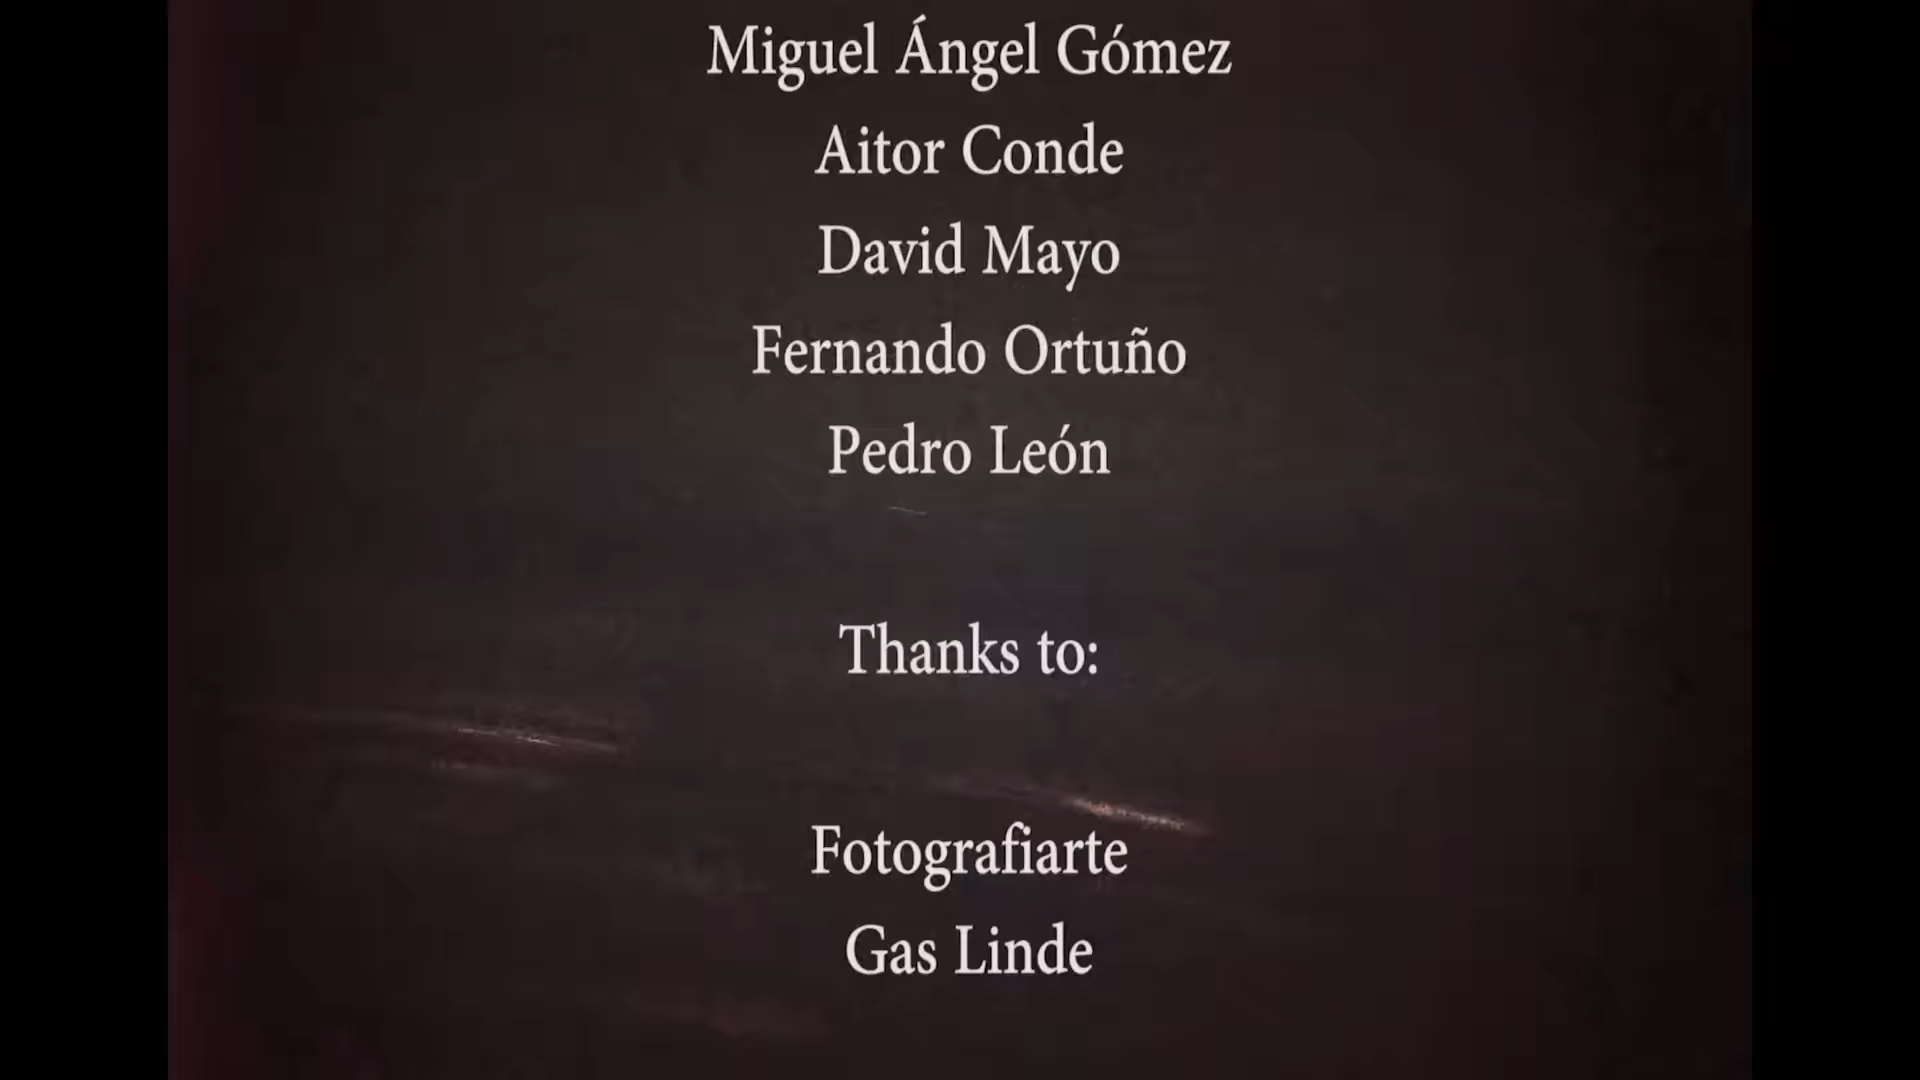 Miguel Ángel Gómez
Aitor Conde
David Mayo
Fernando Ortuño
Pedro León
Thanks to:
Fotografiarte
Gas Linde